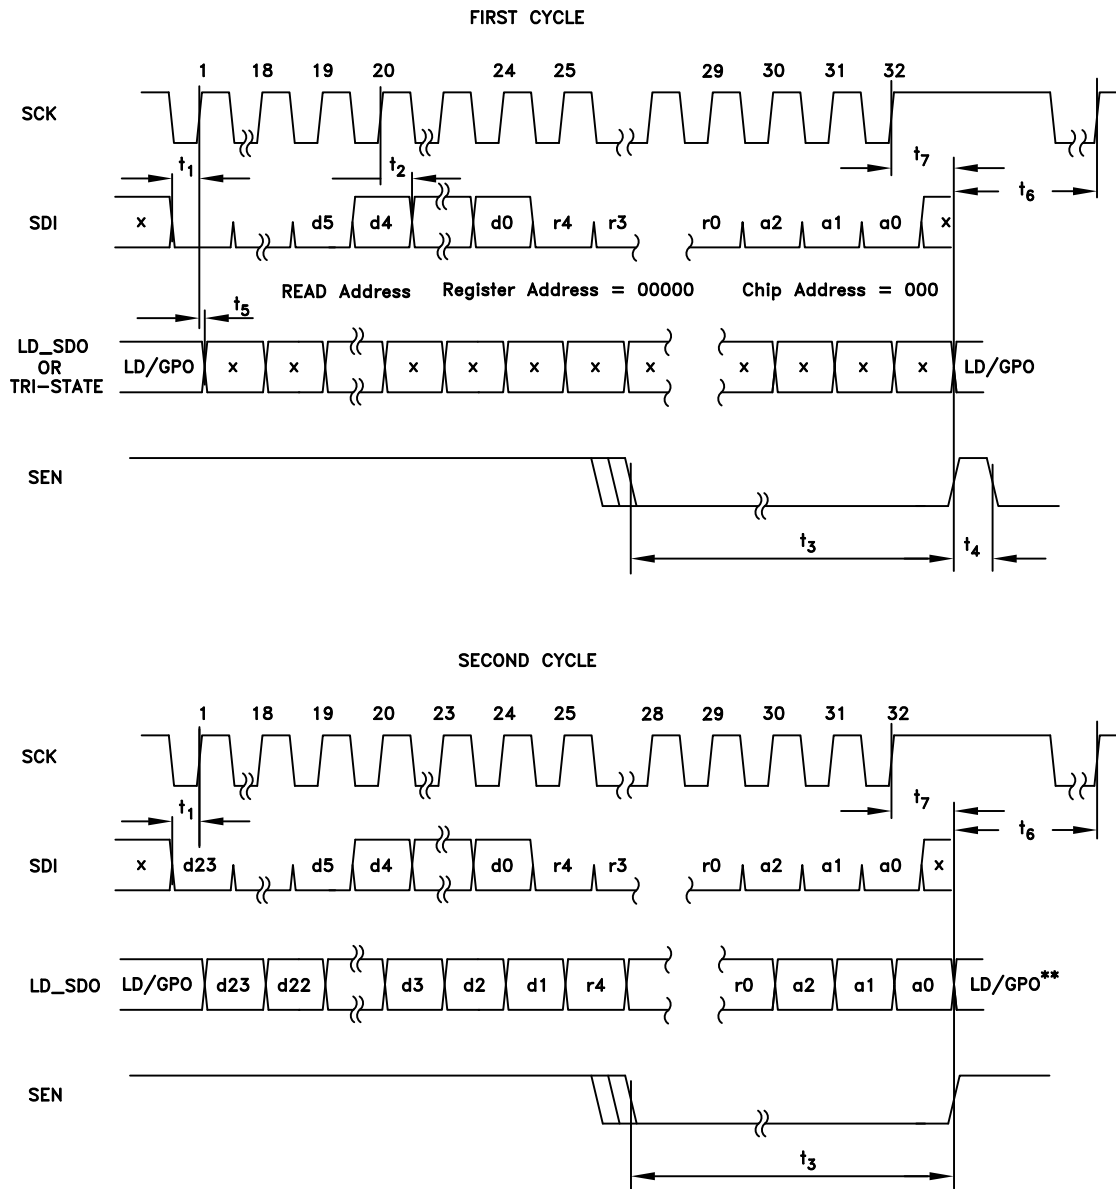 FIRST CYCLE
1 18 19 20 24 25 29 30 31 32
SCK
t1 t2 t7 t6
SDI x d5 d4 d0 r4 r3 r0 a2 a1 a0 x
READ Address Register Address = 00000 Chip Address = 000
t5
LD_SDO
OR
TRI-STATE
LD/GPO x x x x x x x x x x x LD/GPO
SEN
t3 t4
SECOND CYCLE
1 18 19 20 23 24 25 28 29 30 31 32
SCK
t1 t7 t6
SDI x d23 d5 d4 d0 r4 r3 r0 a2 a1 a0 x
LD_SDO LD/GPO d23 d22 d3 d2 d1 r4 r0 a2 a1 a0 LD/GPO**
SEN
t3